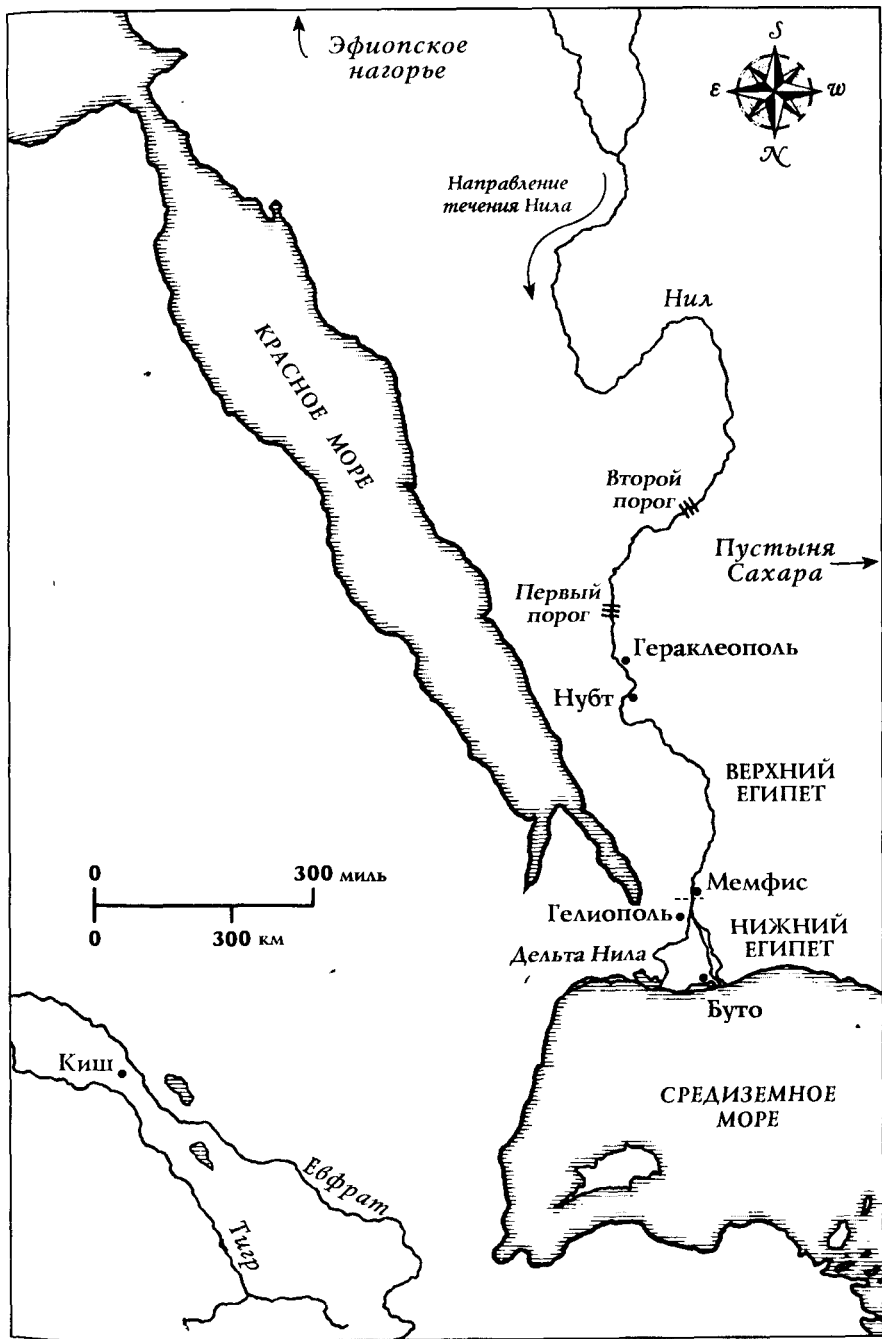 Эфиопское
нагорье
S
E
W
N
Направление
течения Нила
Нил
КРАСНОЕ МОРЕ
Второй
порог
Пустыня
Сахара
Первый
порог
Гераклеополь
Нубт
ВЕРХНИЙ
ЕГИПЕТ
0
300 миль
0
300 км
Мемфис
Гелиополь
НИЖНИЙ
ЕГИПЕТ
Дельта Нила
Буто
Киш
СРЕДИЗЕМНОЕ
МОРЕ
Евфрат
Тигр